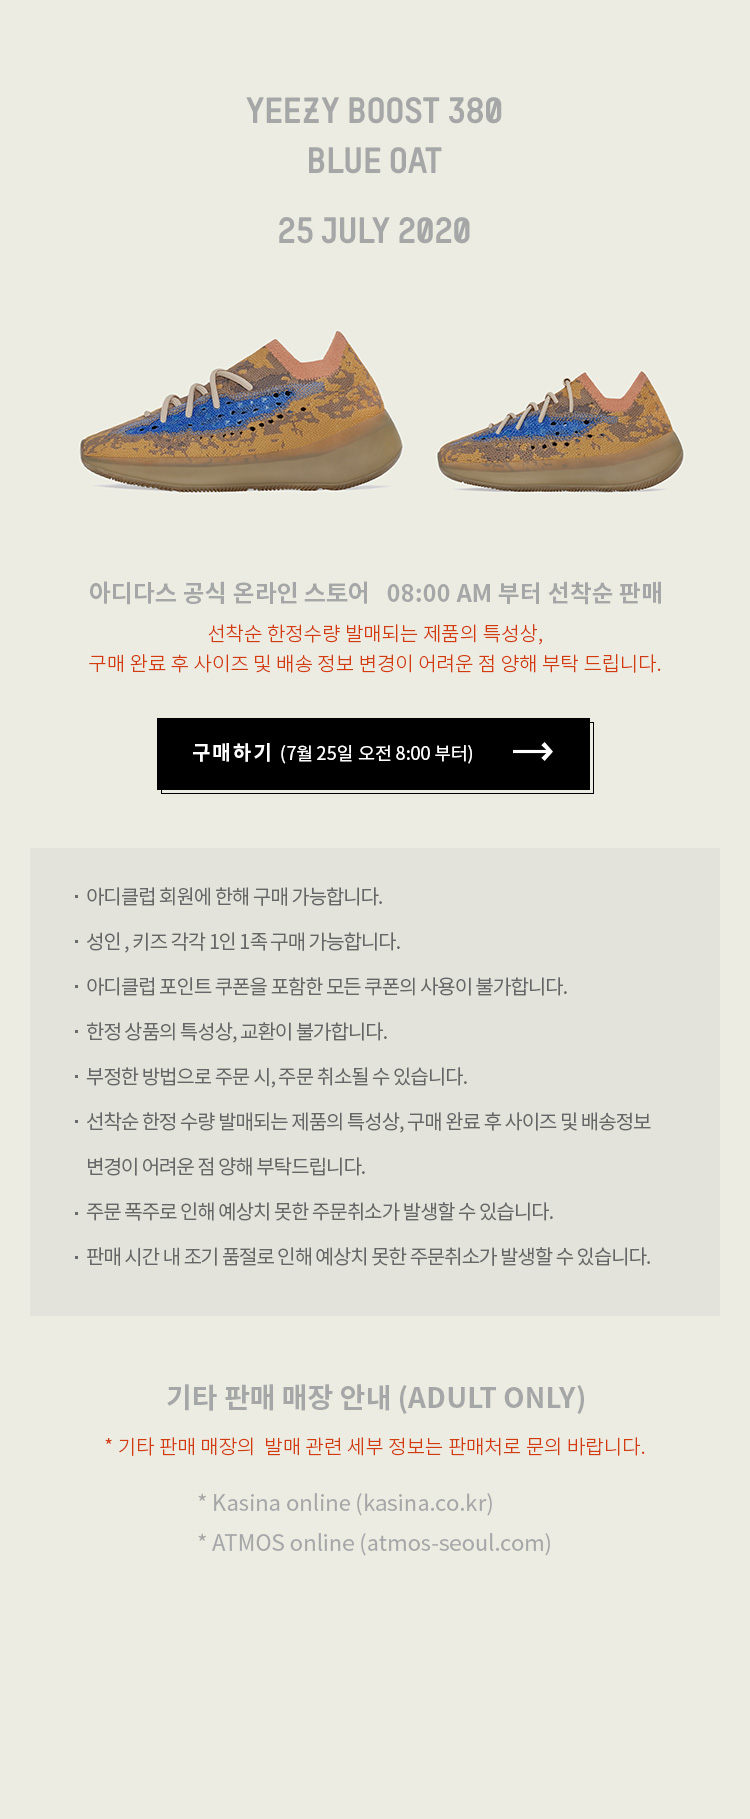 YEEZY BOOST 380
BLUE OAT
25 JULY 2020
아디다스 공식 온라인 스토어 08:00 AM 부터 선착순 판매
선착순 한정수량 발매되는 제품의 특성상,
구매 완료 후 사이즈 및 배송 정보 변경이 어려운 점 양해 부탁 드립니다.
구매하기 (7월 25일 오전 8:00 부터) →
· 아디클럽 회원에 한해 구매 가능합니다.
· 성인 , 키즈 각각 1인 1족 구매 가능합니다.
· 아디클럽 포인트 쿠폰을 포함한 모든 쿠폰의 사용이 불가합니다.
· 한정 상품의 특성상, 교환이 불가합니다.
· 부정한 방법으로 주문 시, 주문 취소될 수 있습니다.
· 선착순 한정 수량 발매되는 제품의 특성상, 구매 완료 후 사이즈 및 배송정보
변경이 어려운 점 양해 부탁드립니다.
· 주문 폭주로 인해 예상치 못한 주문취소가 발생할 수 있습니다.
· 판매 시간 내 조기 품절로 인해 예상치 못한 주문취소가 발생할 수 있습니다.
기타 판매 매장 안내 (ADULT ONLY)
* 기타 판매 매장의 발매 관련 세부 정보는 판매처로 문의 바랍니다.
* Kasina online (kasina.co.kr)
* ATMOS online (atmos-seoul.com)